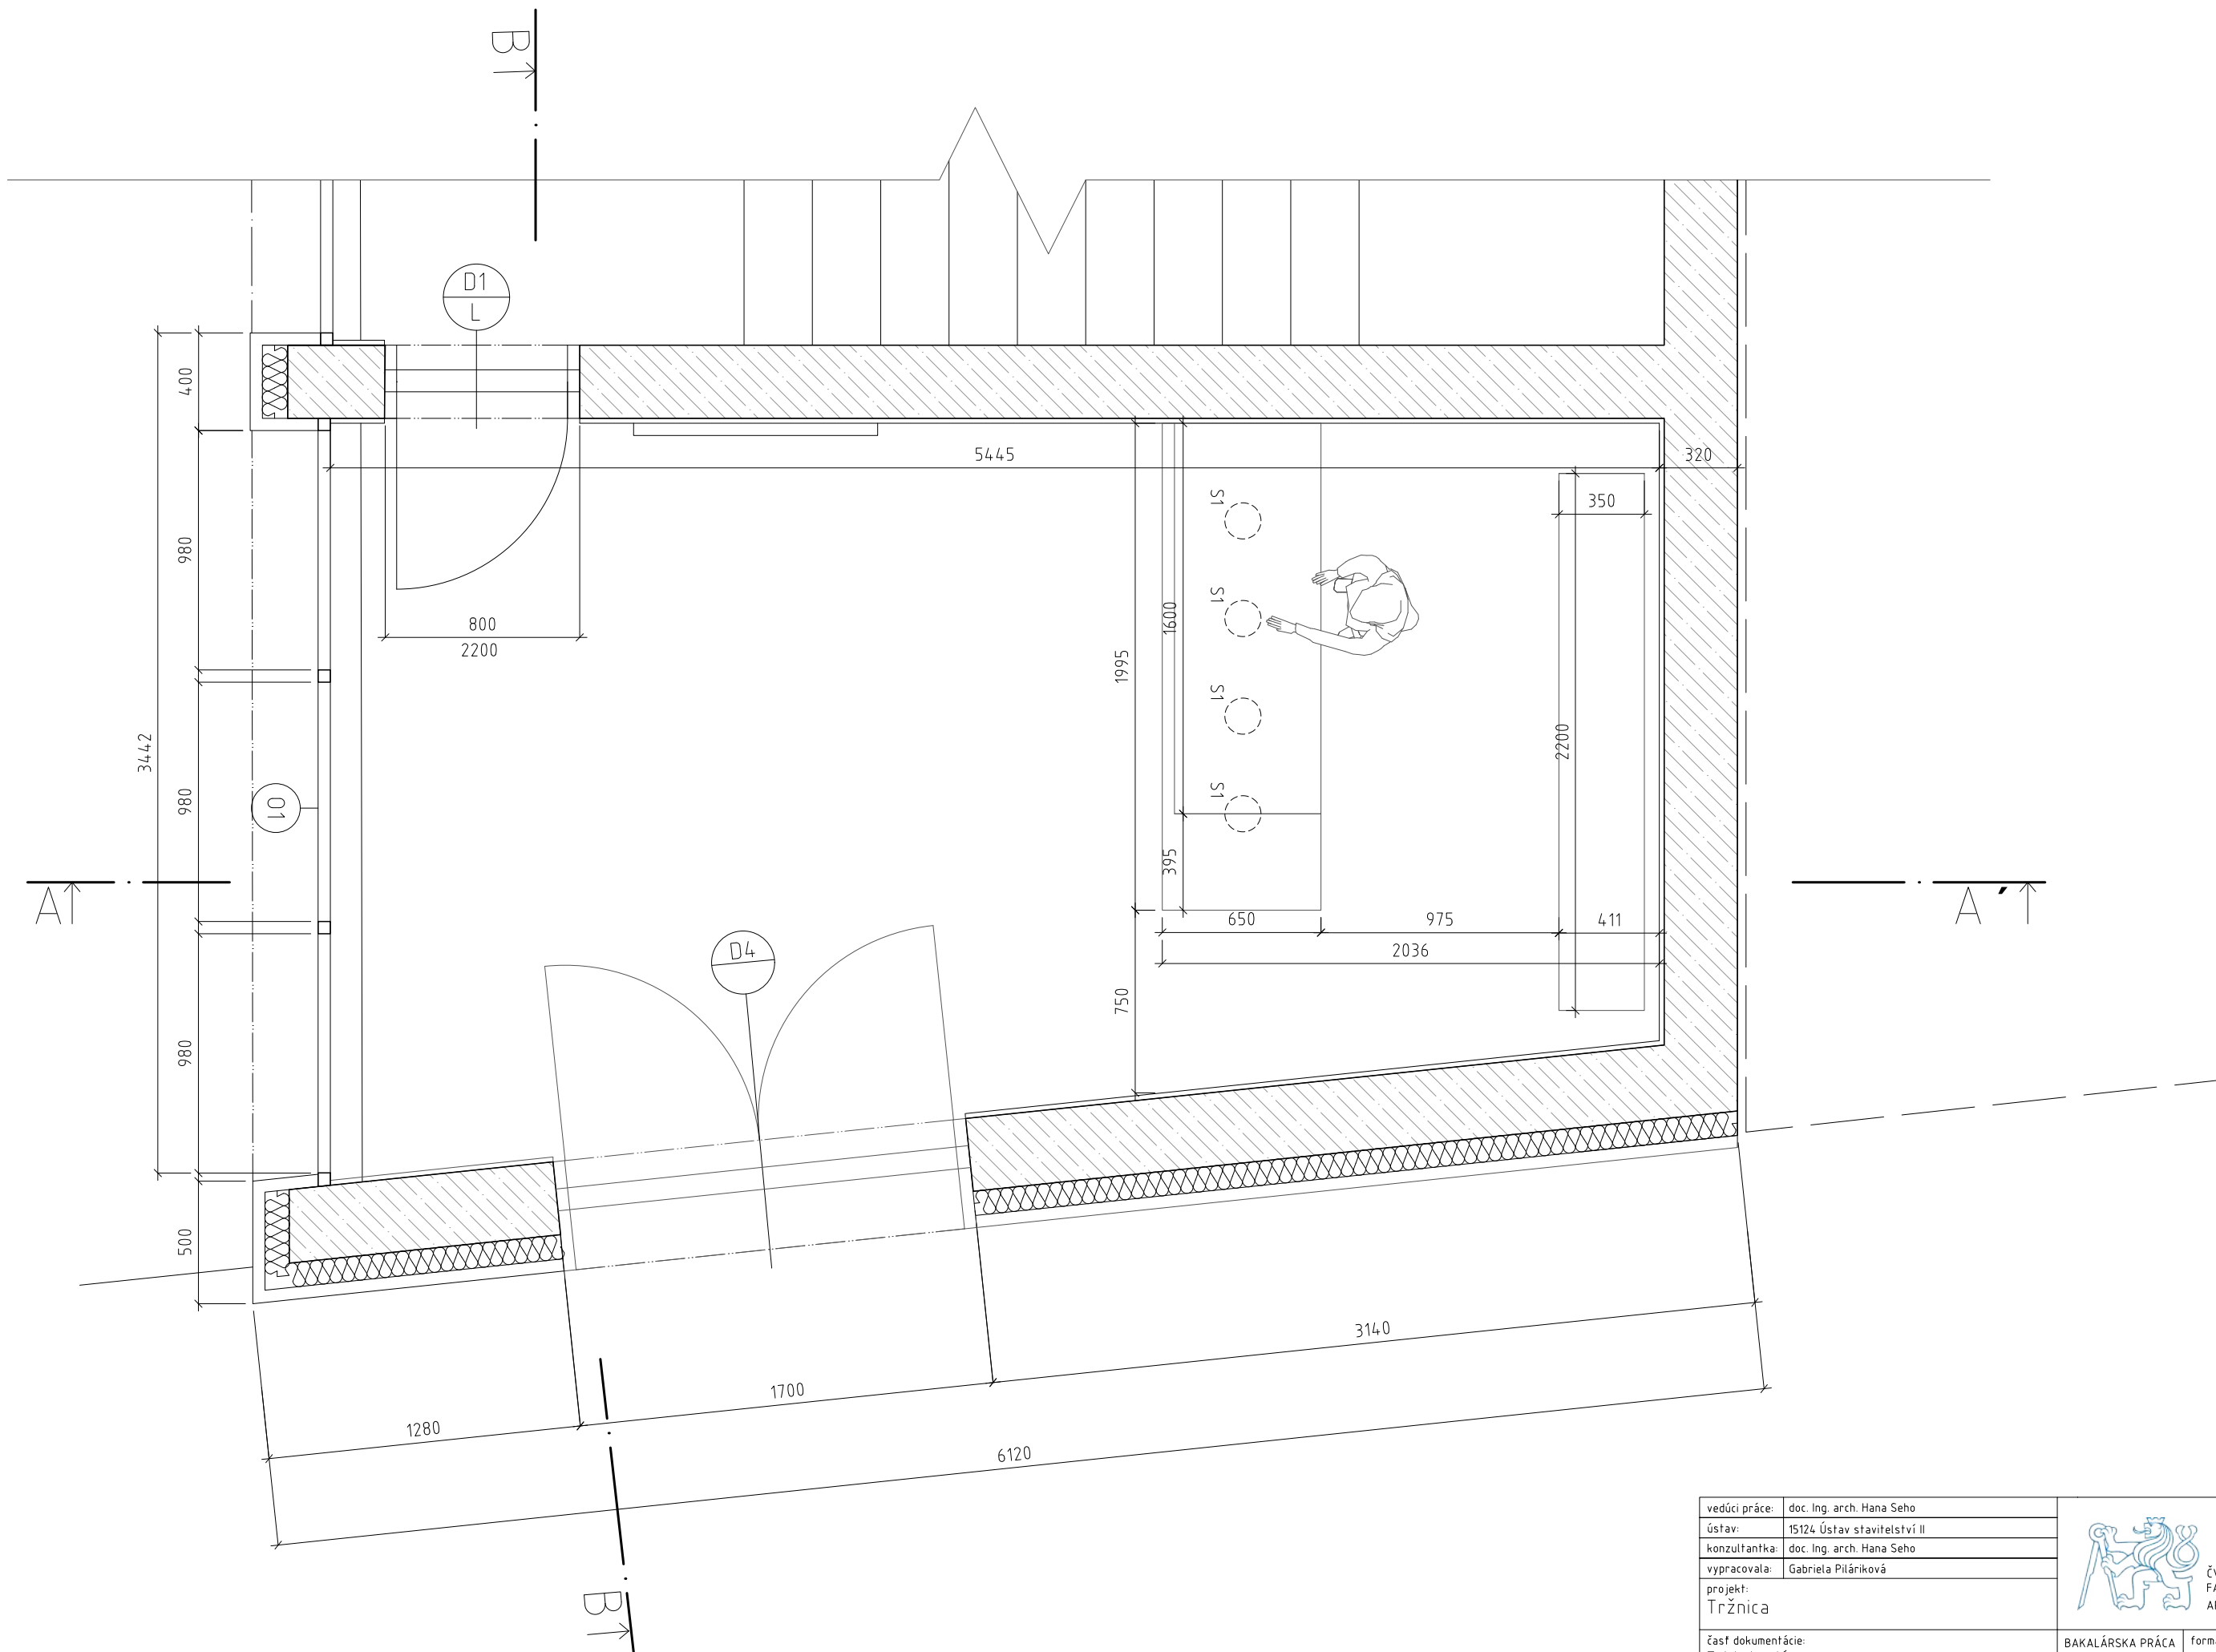 B
D1
L
400
5445
320
350
980
S1
S1
1600
800
2200
1995
S1
2200
3442
980
S1
01
395
A
A´
650
975
411
D4
2036
750
980
500
3140
1700
1280
6120
B
vedúci práce: doc. Ing. arch. Hana Seho
ústav: 15124 Ústav stavitelství II
konzultantka: doc. Ing. arch. Hana Seho
vypracovala: Gabriela Piláriková
projekt:
Tržnica
časť dokumentácie:
BAKALÁRSKA PRÁCA